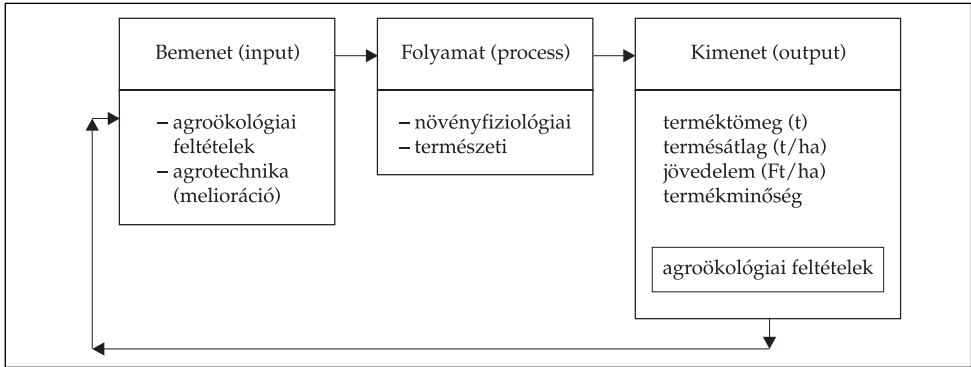 Bemenet (input)
– agroökológiai
feltételek
– agrotechnika
(melioráció)
Folyamat (process)
– növényfiziológiai
– természeti
Kimenet (output)
terméktömeg (t)
termésátlag (t/ha)
jövedelem (Ft/ha)
termékminőség
agroökológiai feltételek